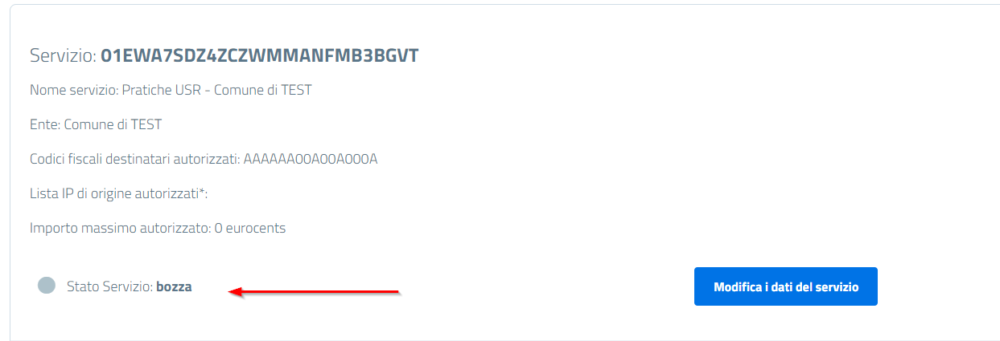 Servizio: 01EWA7SDZ4ZCZWMMANFMB3BGVT
Nome servizio: Pratiche USR - Comune di TEST
Ente: Comune di TEST
Codici fiscali destinatari autorizzati: AAAAAA00A00A000A
Lista IP di origine autorizzati*:
Importo massimo autorizzato: 0 eurocents
Stato Servizio: bozza
Modifica i dati del servizio